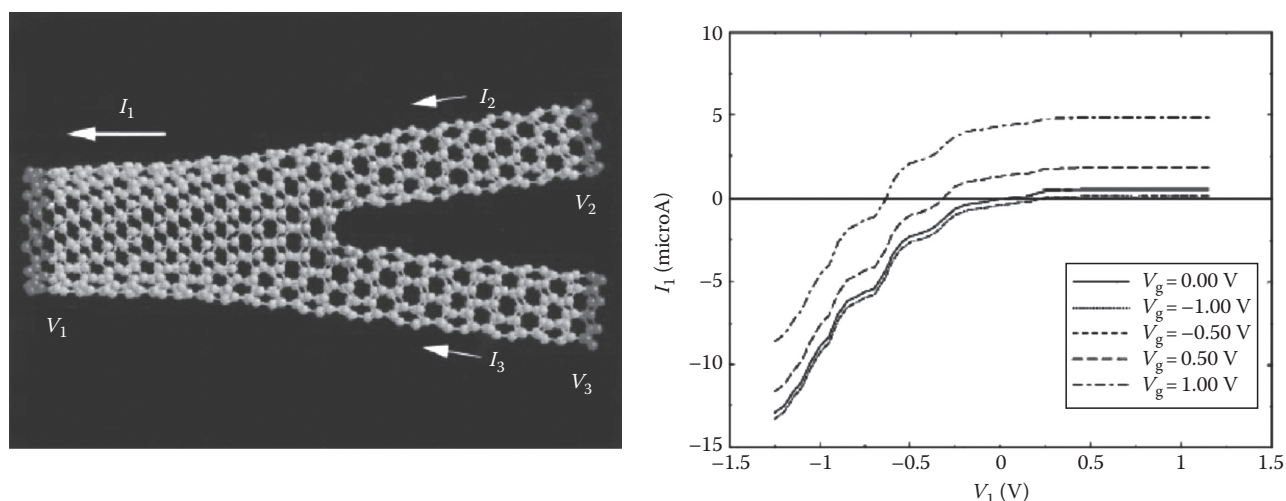 I1
I2
V1
V2
I3
V3
10
5
0
−5
−10
−15
I1 (microA)
Vg = 0.00 V
Vg = −1.00 V
Vg = −0.50 V
Vg = 0.50 V
Vg = 1.00 V
−1.5 −1 −0.5 0 0.5 1 1.5
V1 (V)